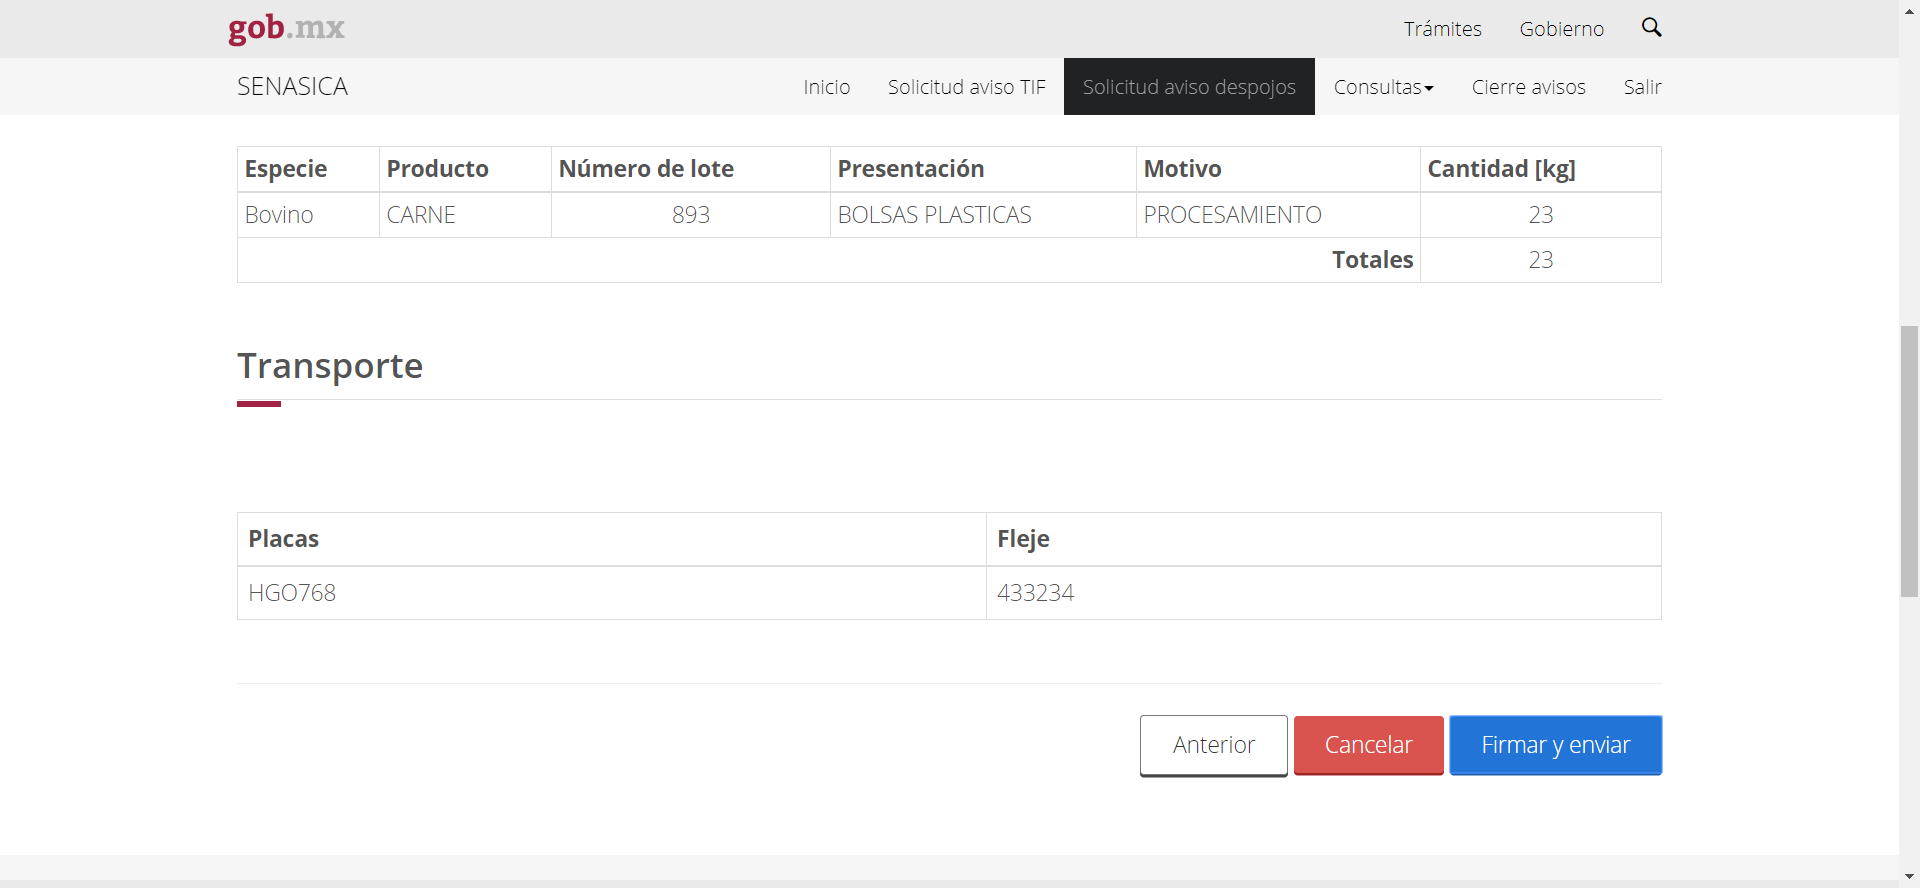 gob.mx Trámites Gobierno
SENASICA Inicio Solicitud aviso TIF Solicitud aviso despojos Consultas Cierre avisos Salir
Especie Producto Número de lote Presentación Motivo Cantidad [kg]
Bovino CARNE 893 BOLSAS PLASTICAS PROCESAMIENTO 23
Totales 23
Transporte
Placas Fleje
HGO768 433234
Anterior Cancelar Firmar y enviar